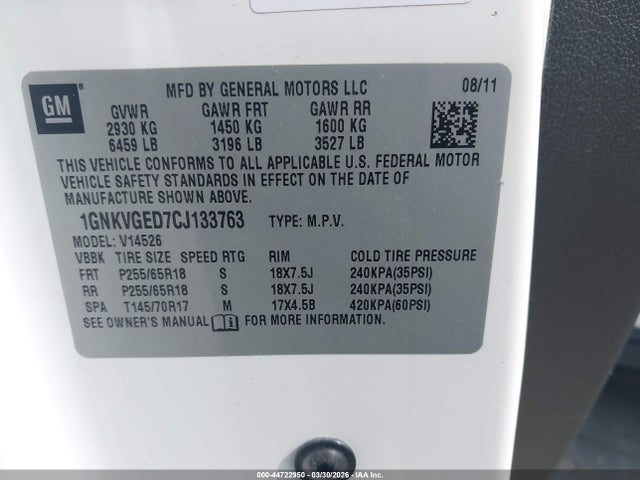 GM
MFD BY GENERAL MOTORS LLC 08/11
GVWR GAWR FRT GAWR RR
2930 KG 1450 KG 1600 KG
6459 LB 3196 LB 3527 LB
THIS VEHICLE CONFORMS TO ALL APPLICABLE U.S. FEDERAL MOTOR
VEHICLE SAFETY STANDARDS IN EFFECT ON THE DATE OF
MANUFACTURE SHOWN ABOVE.
1GNKVGED7CJ133763 TYPE: M.P.V.
MODEL: V14526
VBBK TIRE SIZE SPEED RTG RIM COLD TIRE PRESSURE
FRT P255/65R18 S 18X7.5J 240KPA(35PSI)
RR P255/65R18 S 18X7.5J 240KPA(35PSI)
SPA T145/70R17 M 17X4.5B 420KPA(60PSI)
SEE OWNER'S MANUAL FOR MORE INFORMATION.
000-44722950 03/30/2026 - IAA Holdings, LLC. Copyright